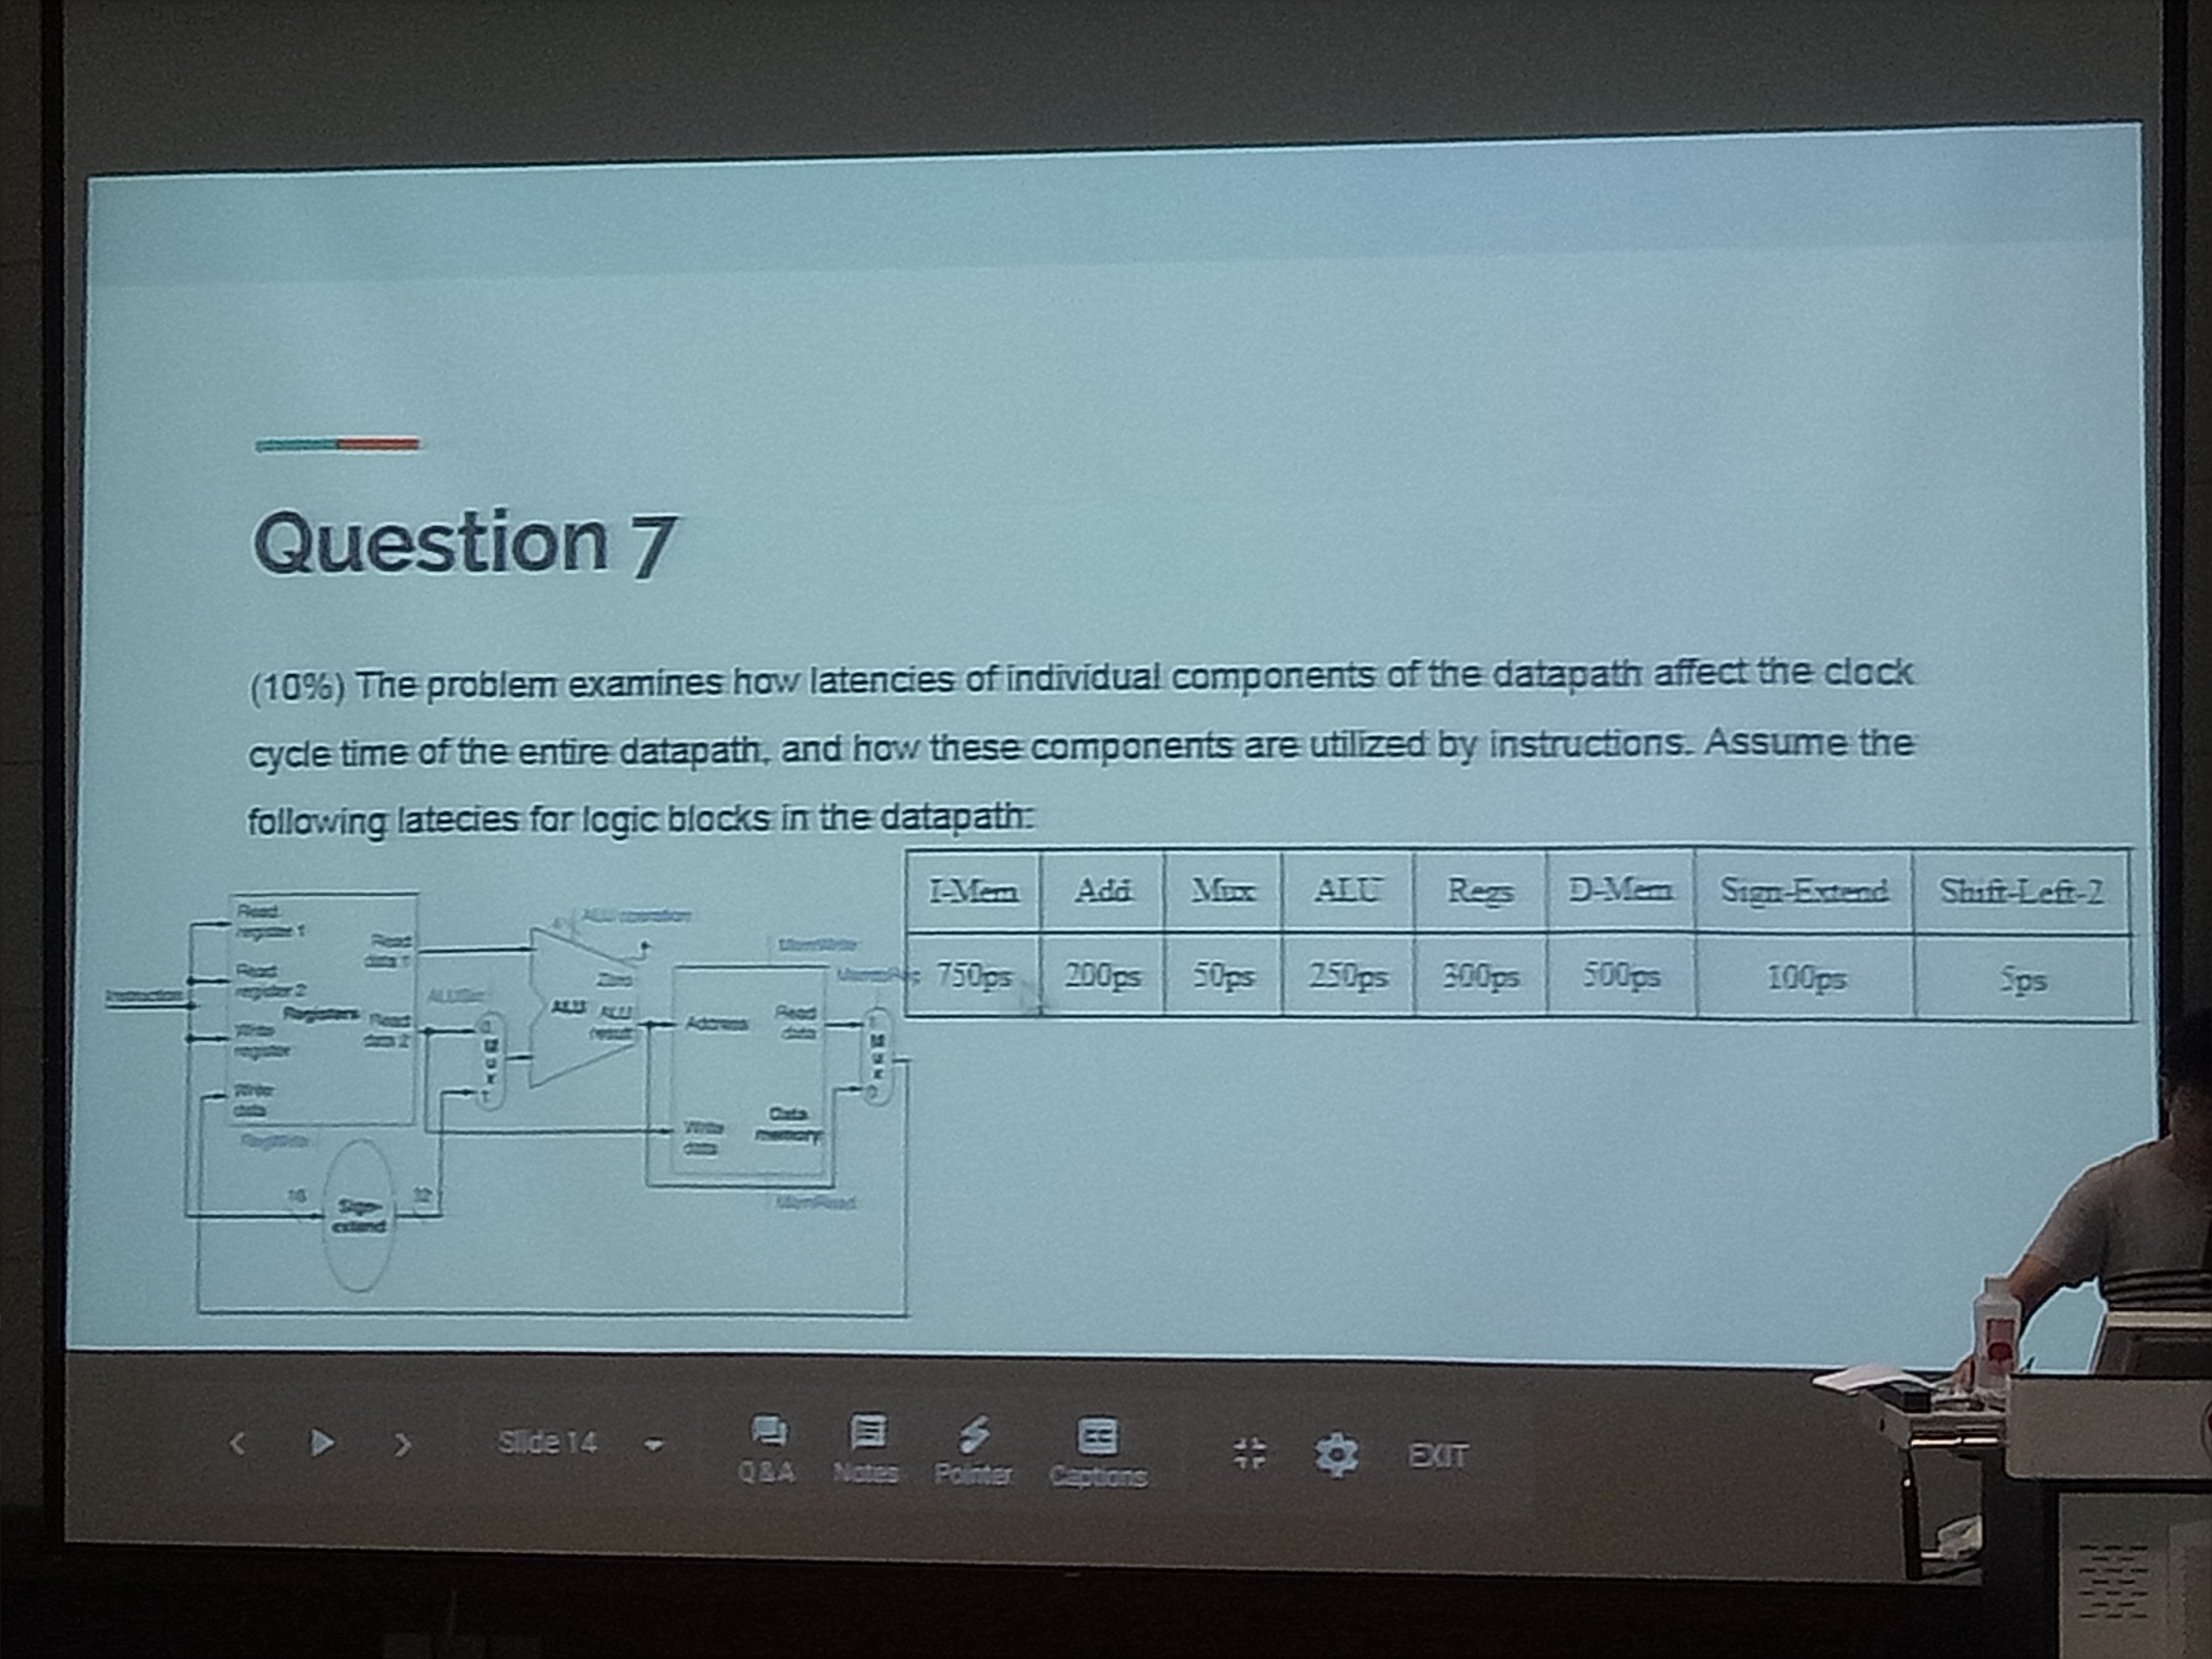 Question 7
(10%) The problem examines how latencies of individual components of the datapath affect the clock
cycle time of the entire datapath, and how these components are utilized by instructions. Assume the
following latecies for logic blocks in the datapath:
I-Mem Add Mux ALU Regs D-Mem Sign-Extend Shift-Left-2
750ps 200ps 50ps 250ps 300ps 500ps 100ps 5ps
Instruction
Read
register 1
Read
register 2
Write
register
Write
data
Registers
Read
data 1
Read
data 2
RegWrite
16
Sign-
extend
32
ALUSrc
0
M
u
x
1
4
ALU operation
Zero
ALU
ALU
result
MemWrite
Address
Read
data
Write
data
Data
memory
MemRead
MemtoReg
1
M
u
x
0
Slide 14
Q&A
Notes
Pointer
Captions
EXIT